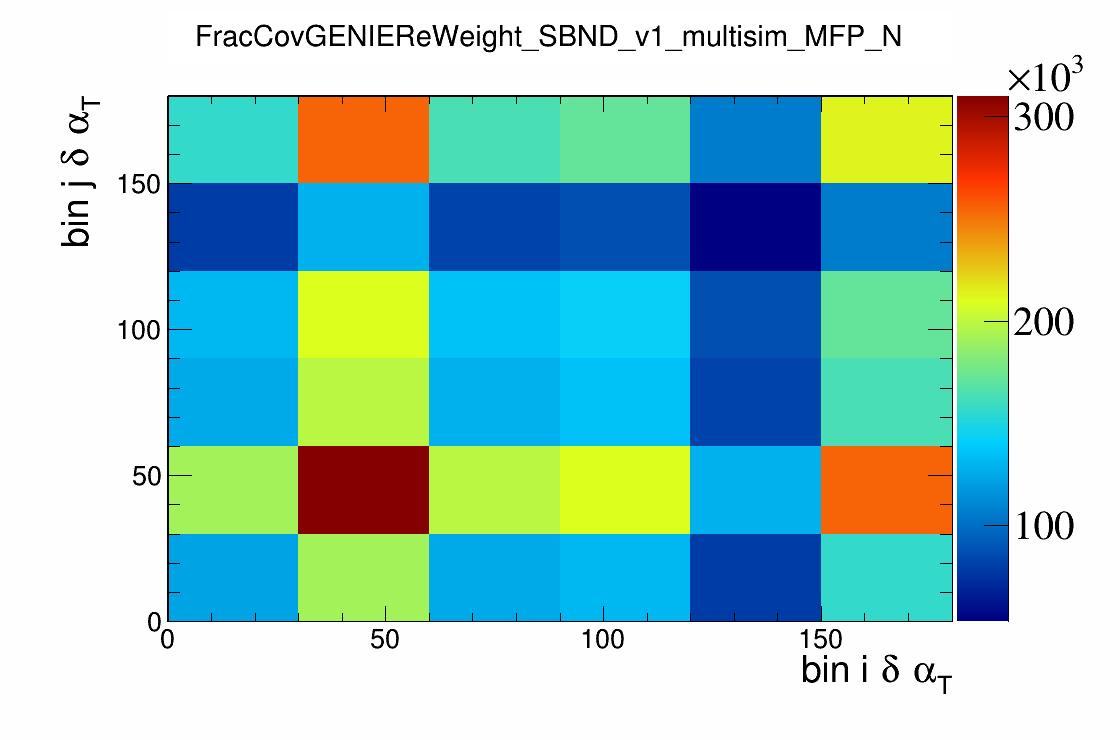 FracCovGENIEReWeight_SBND_v1_multisim_MFP_N
×10³
bin j δ α_T
300
200
100
150
100
50
0
0 50 100 150
bin i δ α_T